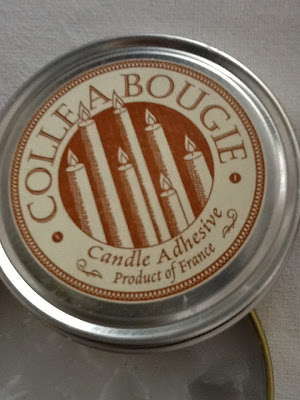 COLLE A BOUGIE
Candle Adhesive
Product of France